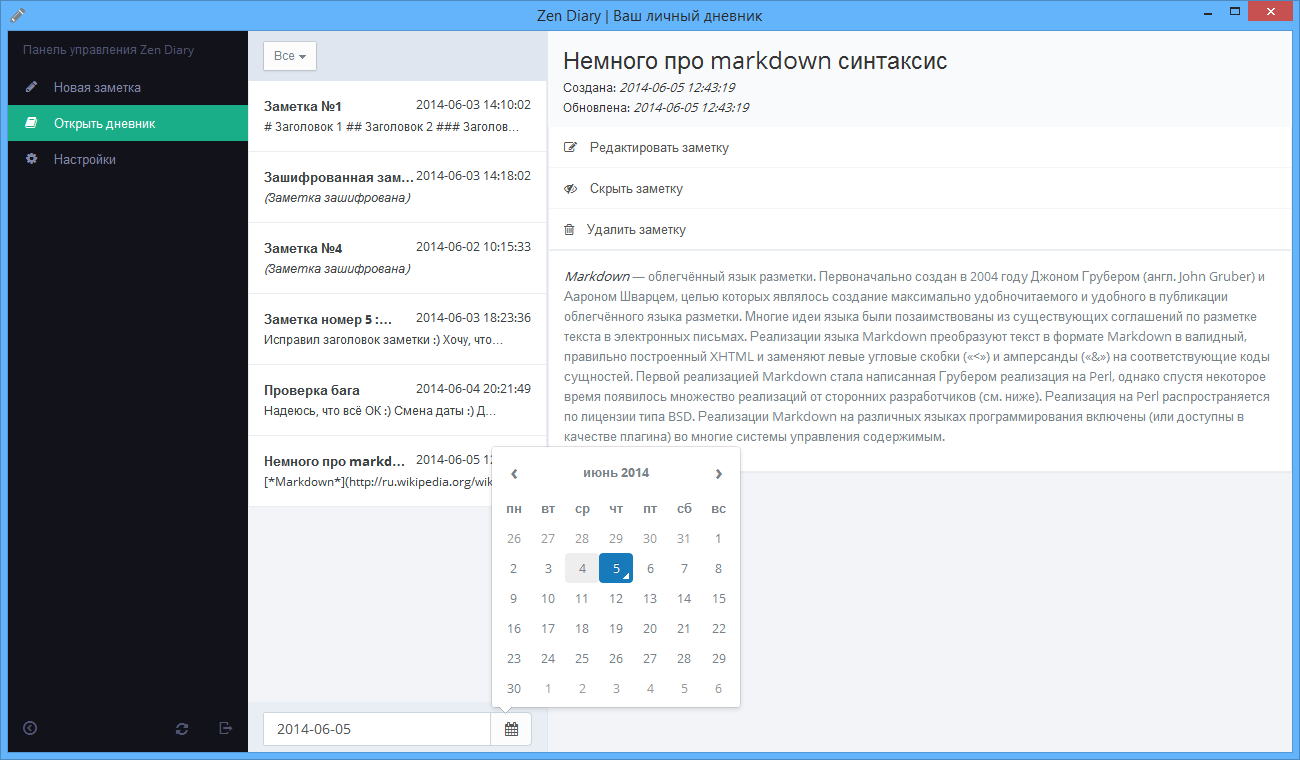 Zen Diary | Ваш личный дневник
Панель управления Zen Diary
Новая заметка
Открыть дневник
Настройки
Все
Заметка №1 2014-06-03 14:10:02
# Заголовок 1 ## Заголовок 2 ### Заголов...
Зашифрованная зам... 2014-06-03 14:18:02
(Заметка зашифрована)
Заметка №4 2014-06-02 10:15:33
(Заметка зашифрована)
Заметка номер 5 :... 2014-06-03 18:23:36
Исправил заголовок заметки :) Хочу, что...
Проверка бага 2014-06-04 20:21:49
Надеюсь, что всё ОК :) Смена даты :) Д...
Немного про markd... 2014-06-05 12
[*Markdown*](http://ru.wikipedia.org/wik
2014-06-05
Немного про markdown синтаксис
Создана: 2014-06-05 12:43:19
Обновлена: 2014-06-05 12:43:19
Редактировать заметку
Скрыть заметку
Удалить заметку
Markdown — облегчённый язык разметки. Первоначально создан в 2004 году Джоном Грубером (англ. John Gruber) и
Аароном Шварцем, целью которых являлось создание максимально удобночитаемого и удобного в публикации
облегчённого языка разметки. Многие идеи языка были позаимствованы из существующих соглашений по разметке
текста в электронных письмах. Реализации языка Markdown преобразуют текст в формате Markdown в валидный,
правильно построенный XHTML и заменяют левые угловые скобки («<») и амперсанды («&») на соответствующие коды
сущностей. Первой реализацией Markdown стала написанная Грубером реализация на Perl, однако спустя некоторое
время появилось множество реализаций от сторонних разработчиков (см. ниже). Реализация на Perl распространяется
по лицензии типа BSD. Реализации Markdown на различных языках программирования включены (или доступны в
качестве плагина) во многие системы управления содержимым.
июнь 2014
пн вт ср чт пт сб вс
26 27 28 29 30 31 1
2 3 4 5 6 7 8
9 10 11 12 13 14 15
16 17 18 19 20 21 22
23 24 25 26 27 28 29
30 1 2 3 4 5 6